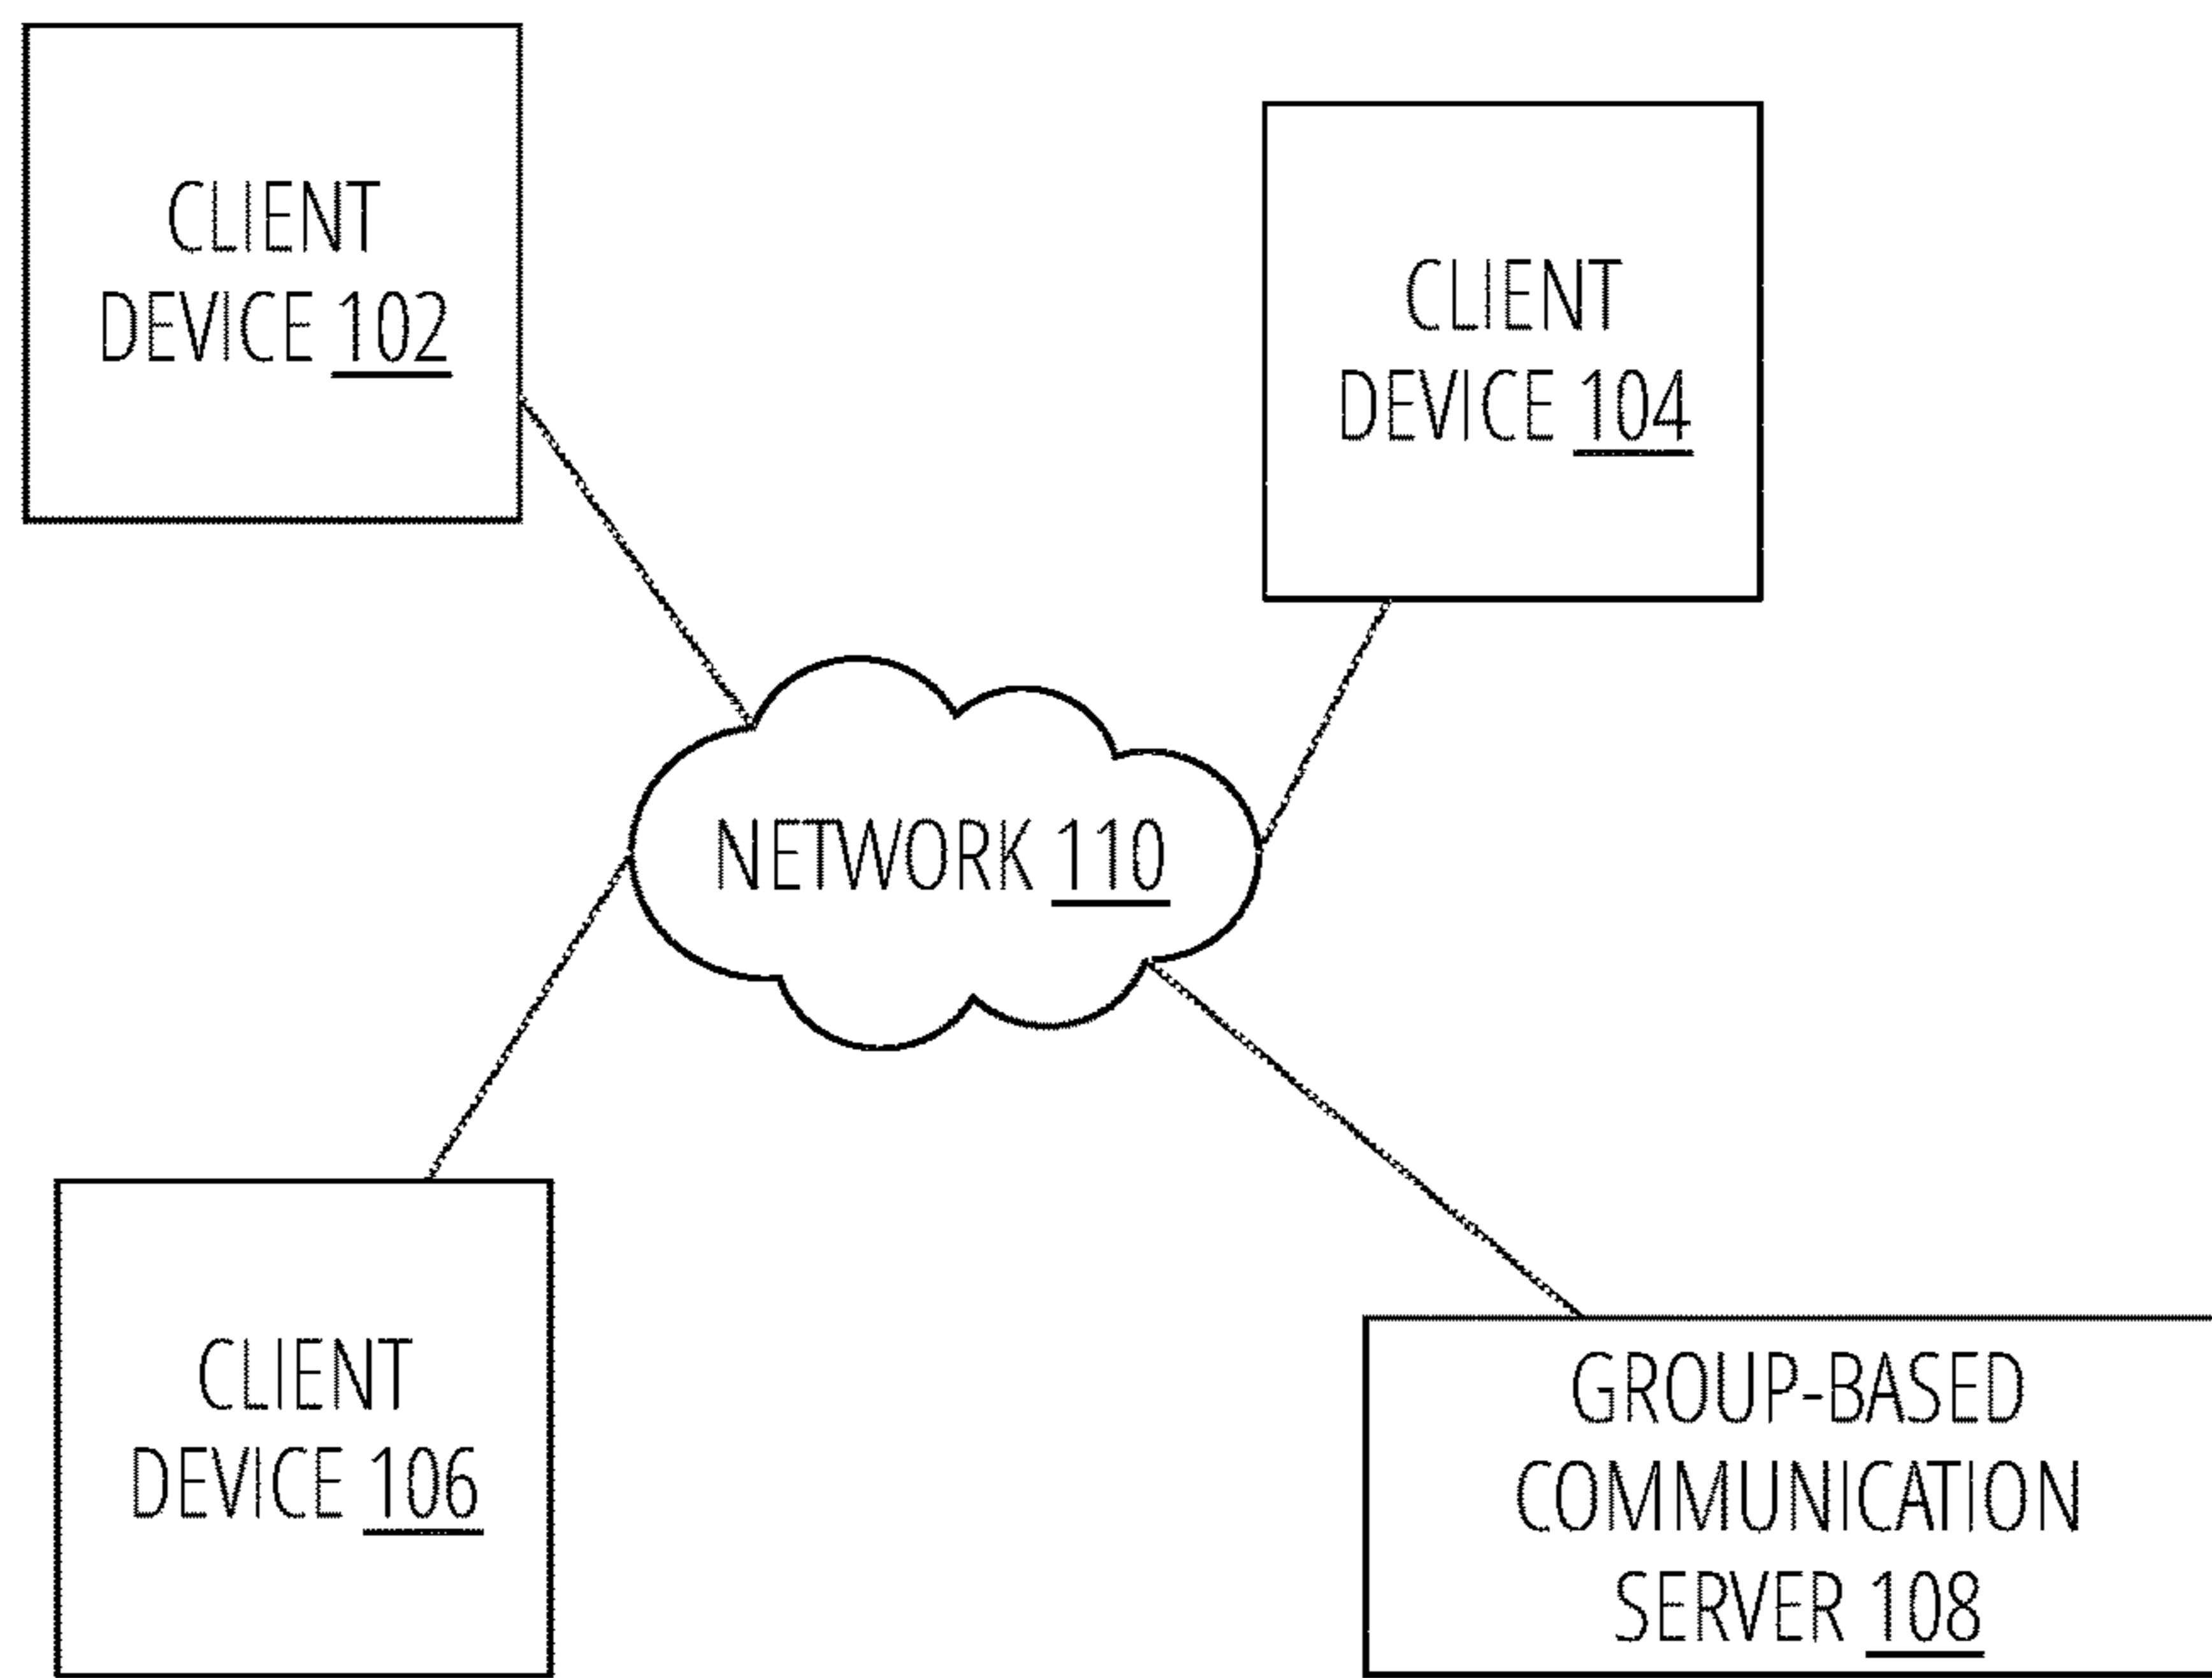 CLIENT
DEVICE 102
CLIENT
DEVICE 104
NETWORK 110
CLIENT
DEVICE 106
GROUP-BASED
COMMUNICATION
SERVER 108